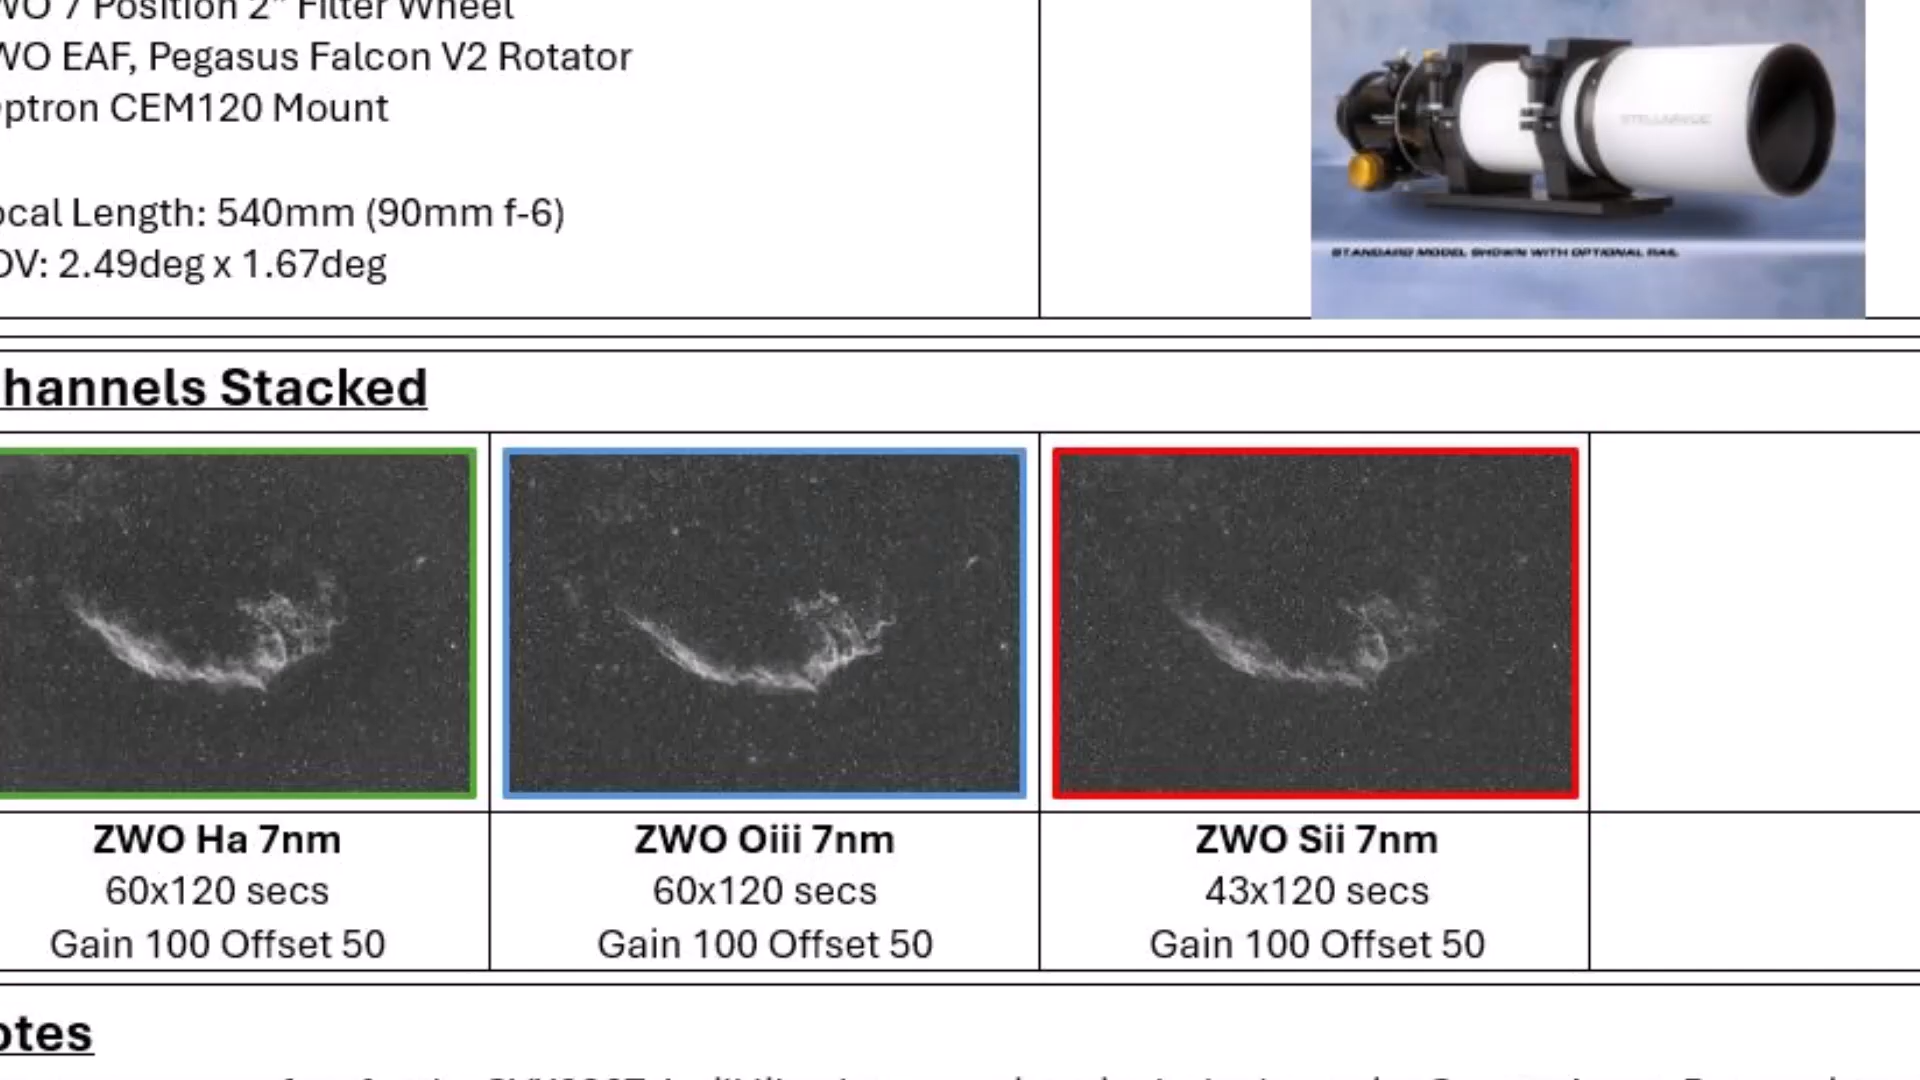 WO 7 Position 2" Filter Wheel
WO EAF, Pegasus Falcon V2 Rotator
ptron CEM120 Mount
ocal Length: 540mm (90mm f-6)
OV: 2.49deg x 1.67deg
STELLARVUE
STANDARD MODEL SHOWN WITH OPTIONAL RAIL
hannels Stacked
ZWO Ha 7nm
60x120 secs
Gain 100 Offset 50
ZWO Oiii 7nm
60x120 secs
Gain 100 Offset 50
ZWO Sii 7nm
43x120 secs
Gain 100 Offset 50
otes